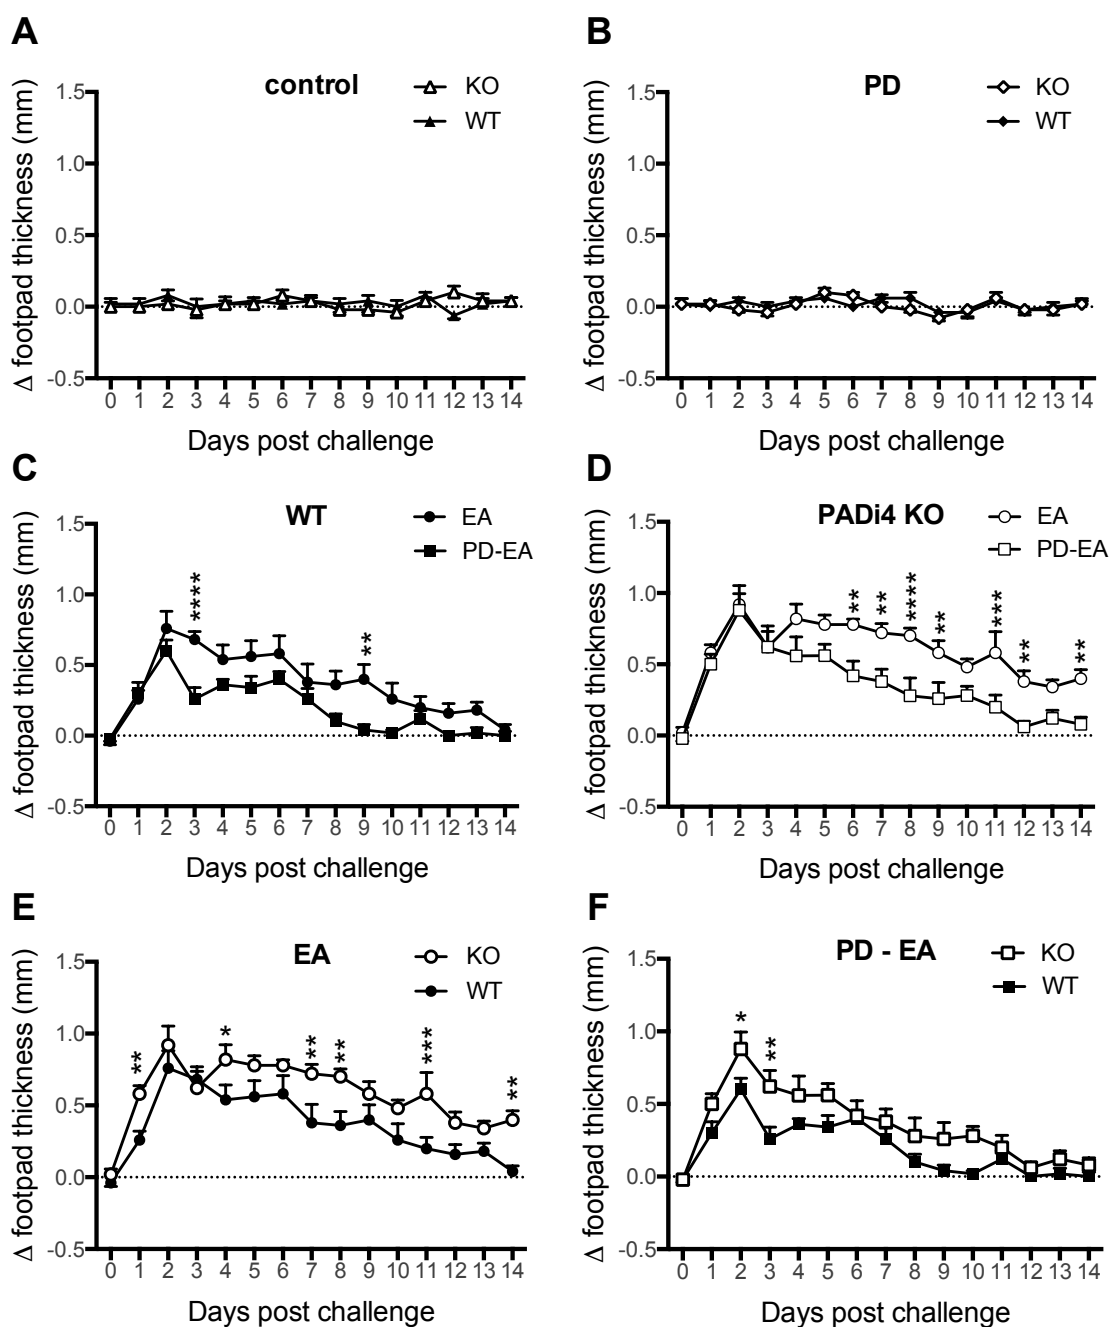 A
control
KO
WT
Δ footpad thickness (mm)
1.5
1.0
0.5
0.0
-0.5
0 1 2 3 4 5 6 7 8 9 10 11 12 13 14
Days post challenge
B
PD
KO
WT
Δ footpad thickness (mm)
1.5
1.0
0.5
0.0
-0.5
0 1 2 3 4 5 6 7 8 9 10 11 12 13 14
Days post challenge
C
WT
EA
PD-EA
Δ footpad thickness (mm)
1.5
1.0
0.5
0.0
-0.5
****
**
0 1 2 3 4 5 6 7 8 9 10 11 12 13 14
Days post challenge
D
PADi4 KO
EA
PD-EA
Δ footpad thickness (mm)
1.5
1.0
0.5
0.0
-0.5
**
**
****
**
***
**
**
0 1 2 3 4 5 6 7 8 9 10 11 12 13 14
Days post challenge
E
EA
KO
WT
Δ footpad thickness (mm)
1.5
1.0
0.5
0.0
-0.5
**
*
**
**
***
**
0 1 2 3 4 5 6 7 8 9 10 11 12 13 14
Days post challenge
F
PD - EA
KO
WT
Δ footpad thickness (mm)
1.5
1.0
0.5
0.0
-0.5
*
**
0 1 2 3 4 5 6 7 8 9 10 11 12 13 14
Days post challenge